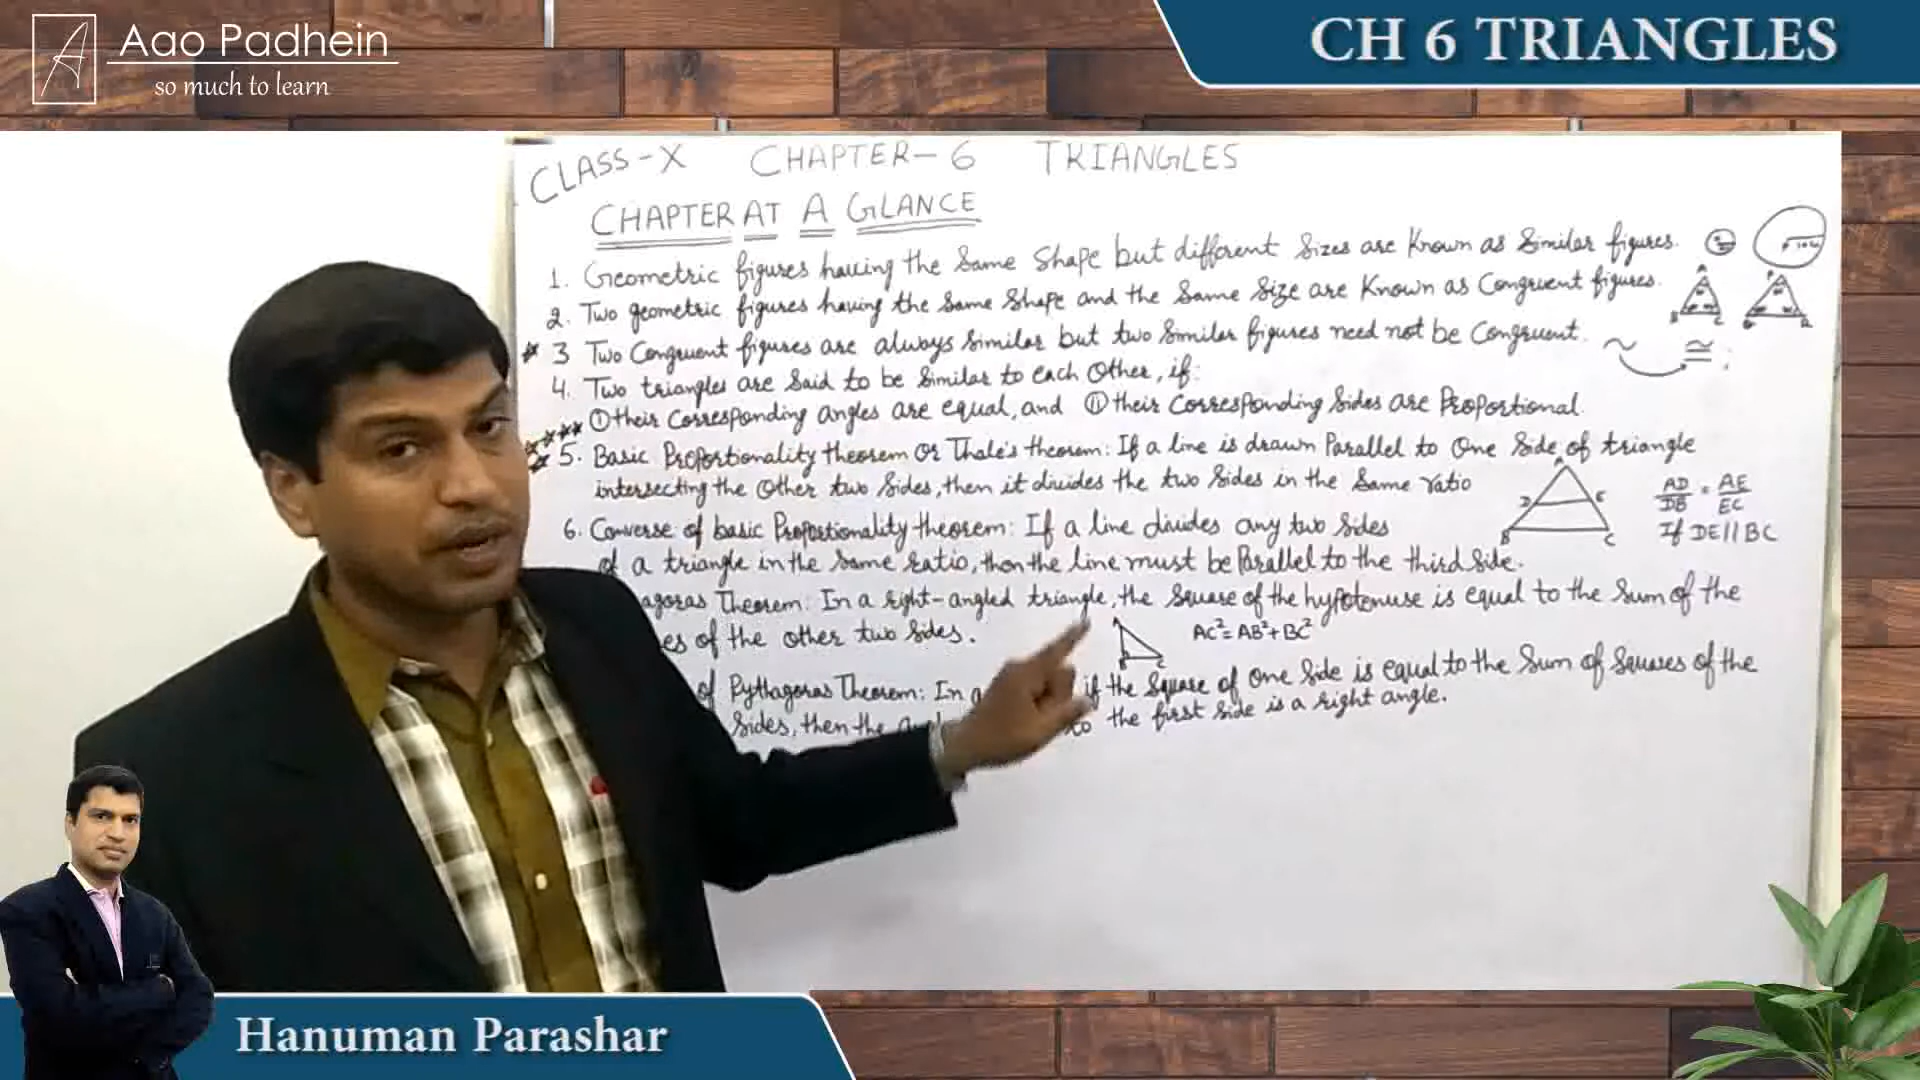 Aao Padhein
so much to learn
CH 6 TRIANGLES
CLASS-X CHAPTER-6 TRIANGLES
CHAPTER AT A GLANCE
1. Geometric figures having the Same Shape but different Sizes are Known as Similar figures.
2. Two geometric figures having the Same Shape and the Same Size are Known as Congruent figures.
3 Two Congruent figures are always Similar but two Similar figures need not be Congruent. ~ ≅
4. Two triangles are Said to be Similar to each Other, if:
① their Corresponding angles are equal, and ⑪ their Corresponding Sides are Proportional.
5. Basic Proportionality theorem Or Thale's theorem: If a line is drawn Parallel to One Side of triangle
intersecting the Other two Sides, then it divides the two Sides in the Same ratio
A
D E
B C
AD/DB = AE/EC
If DE||BC
6. Converse of basic Proportionality theorem: If a line divides any two Sides
of a triangle in the Same ratio, then the line must be Parallel to the third Side.
agoras Theorem: In a right-angled triangle, the Square of the hypotenuse is equal to the Sum of the
es of the other two Sides. AC²=AB²+BC²
of Pythagoras Theorem: In a if the Square of One Side is equal to the Sum of Squares of the
Sides, then the to the first Side is a right angle.
Hanuman Parashar